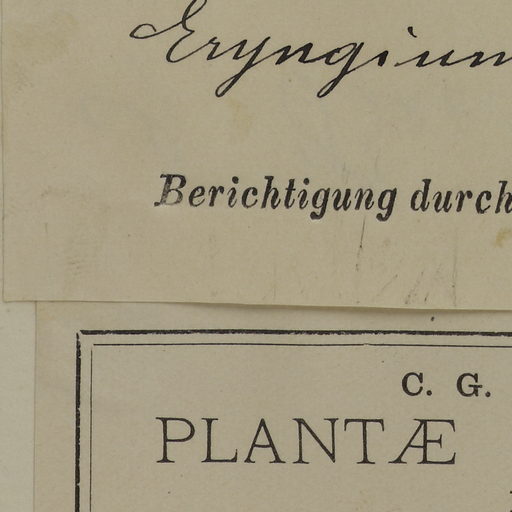 Eryngium
Berichtigung durch
C. G.
PLANTÆ